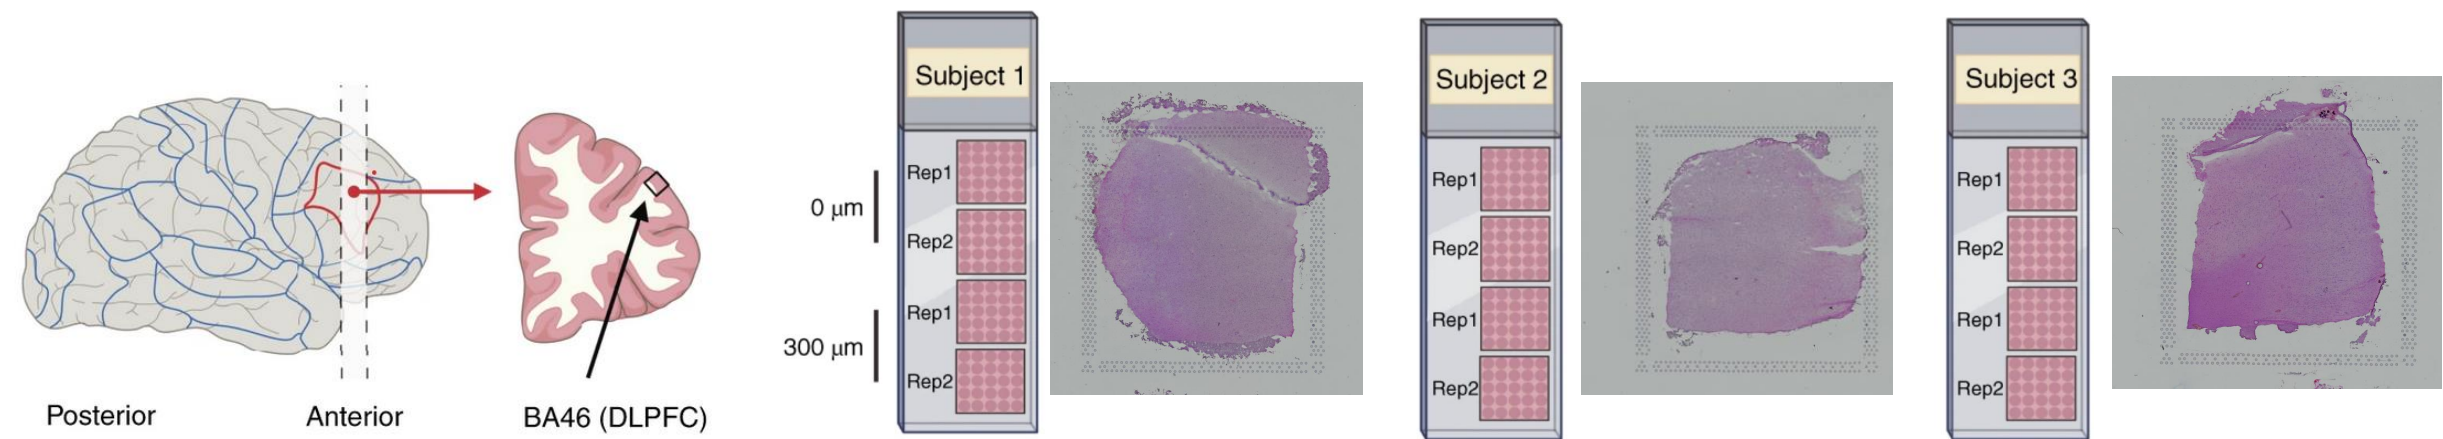 Posterior
Anterior
BA46 (DLPFC)
0 μm
300 μm
Subject 1
Rep1
Rep2
Rep1
Rep2
Subject 2
Rep1
Rep2
Rep1
Rep2
Subject 3
Rep1
Rep2
Rep1
Rep2